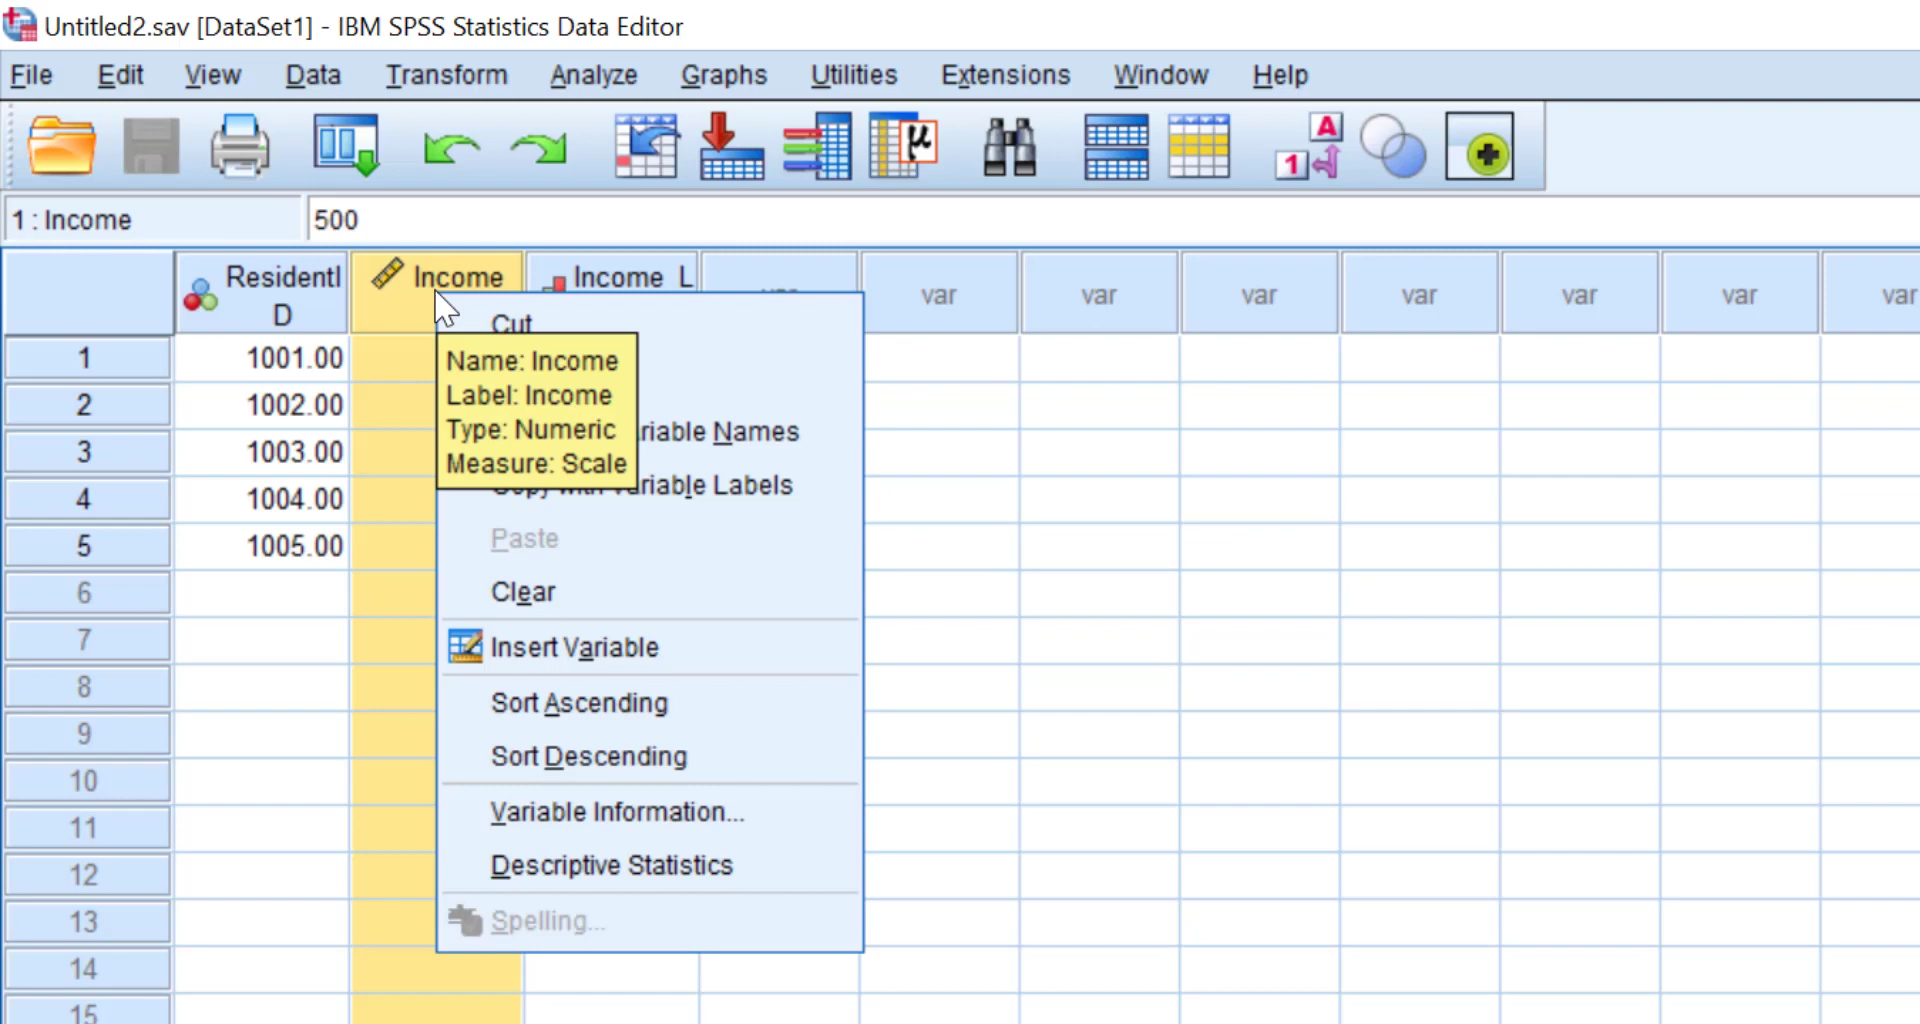 Untitled2.sav [DataSet1] - IBM SPSS Statistics Data Editor
File Edit View Data Transform Analyze Graphs Utilities Extensions Window Help
1 : Income 500
ResidentI
D
Income
Income_L
var var var var var var var
1 1001.00
2 1002.00
3 1003.00
4 1004.00
5 1005.00
6
7
8
9
10
11
12
13
14
15
Cut
Name: Income
Label: Income
Type: Numeric
Measure: Scale
Names
Labels
Paste
Clear
Insert Variable
Sort Ascending
Sort Descending
Variable Information...
Descriptive Statistics
Spelling...